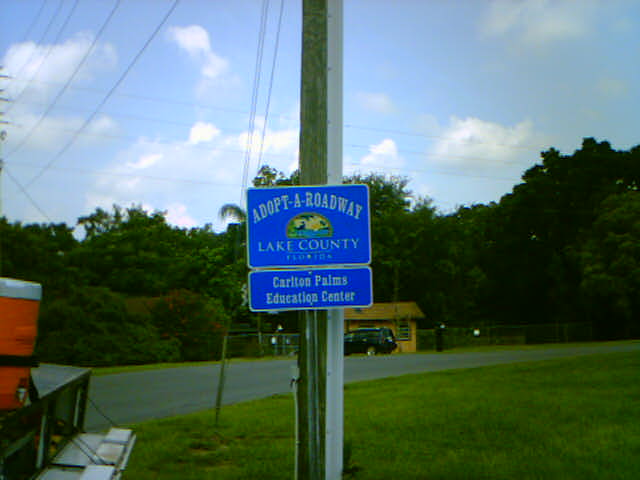 ADOPT-A-ROADWAY
LAKE COUNTY
FLORIDA
Carlton Palms
Education Center